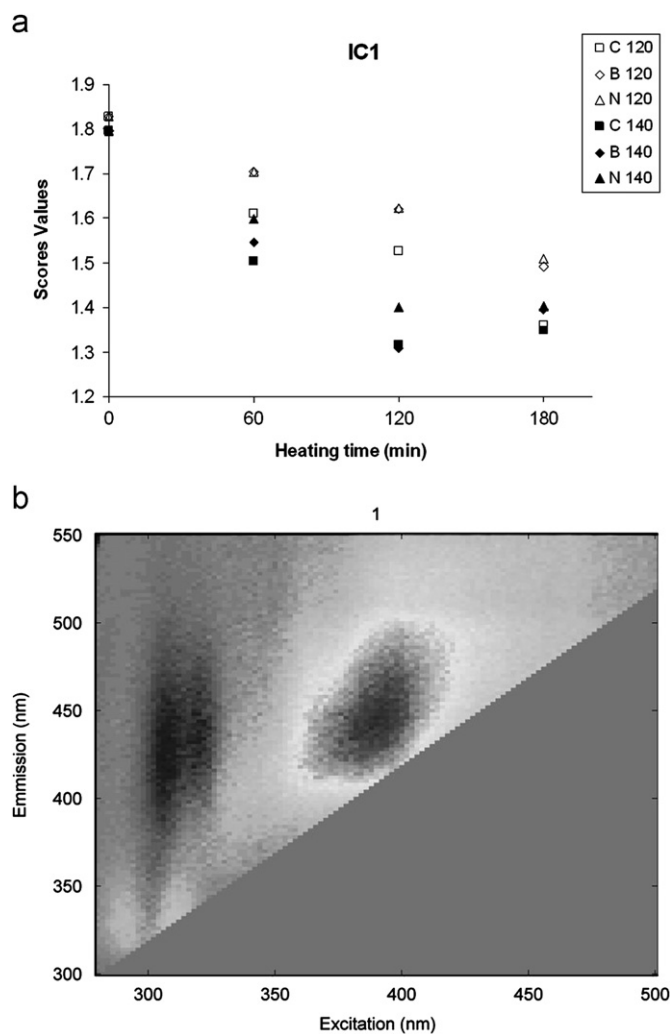 a
IC1
C 120
B 120
N 120
C 140
B 140
N 140
1.9
1.8
1.7
1.6
1.5
1.4
1.3
1.2
Scores Values
0 60 120 180
Heating time (min)
b
1
550
500
450
400
350
300
Emmission (nm)
300 350 400 450 500
Excitation (nm)